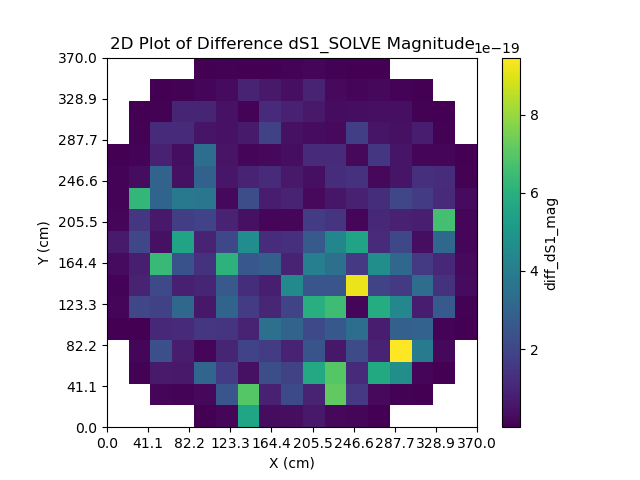 2D Plot of Difference dS1_SOLVE Magnitude
1e−19
370.0
328.9
287.7
246.6
205.5
164.4
123.3
82.2
41.1
0.0
Y (cm)
0.0 41.1 82.2 123.3 164.4 205.5 246.6 287.7 328.9 370.0
X (cm)
8
6
4
2
diff_dS1_mag